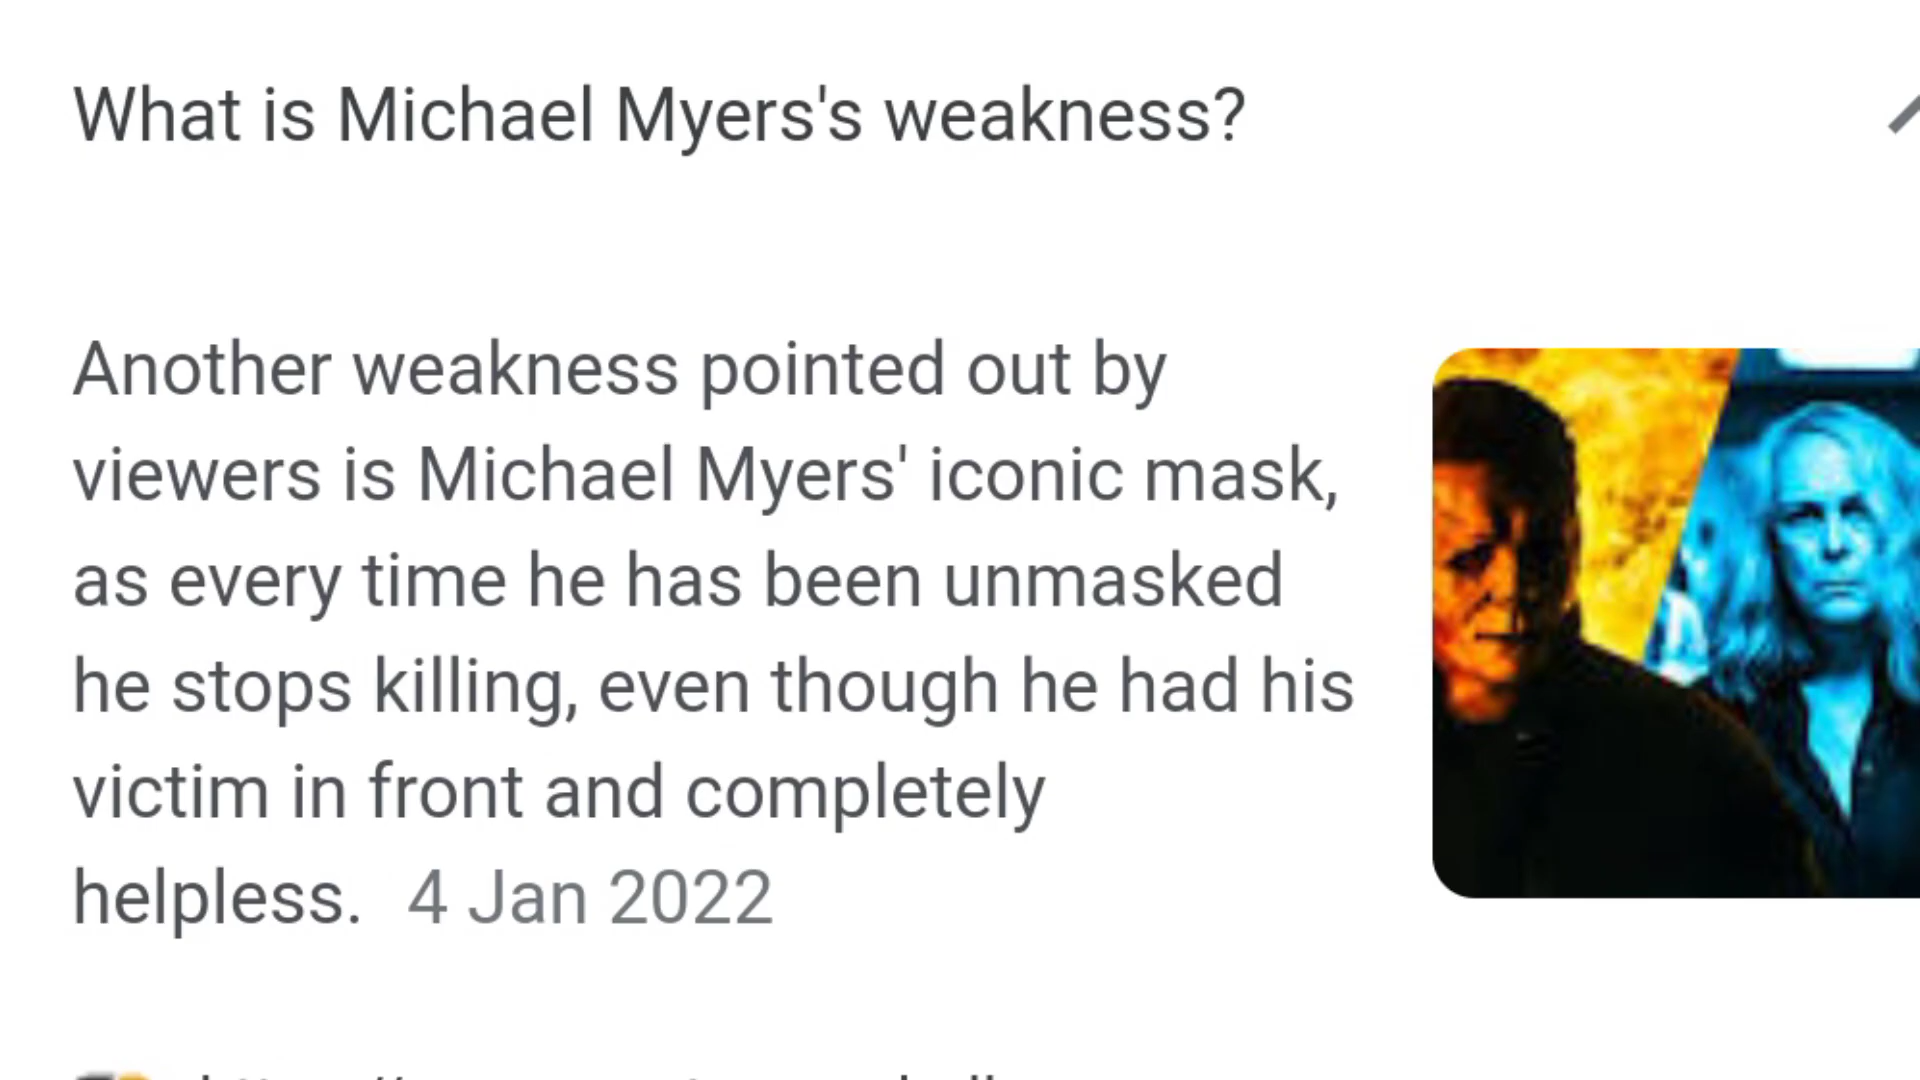 What is Michael Myers's weakness?
Another weakness pointed out by
viewers is Michael Myers' iconic mask,
as every time he has been unmasked
he stops killing, even though he had his
victim in front and completely
helpless. 4 Jan 2022